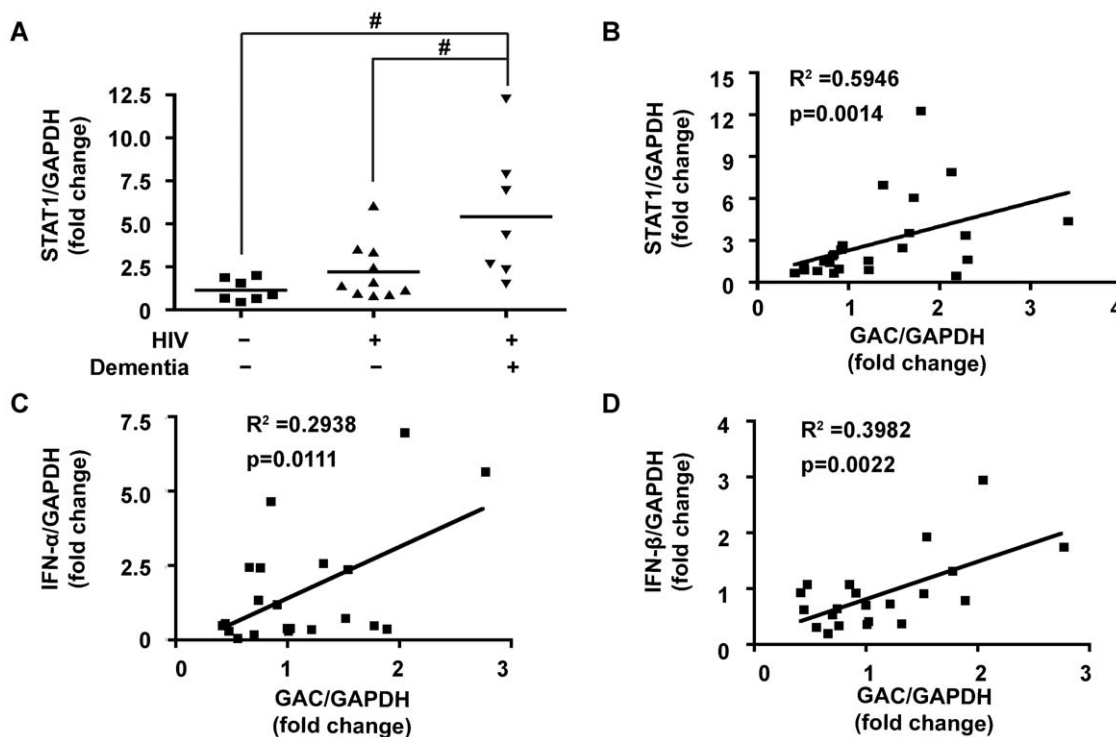 A
#
#
STAT1/GAPDH
(fold change)
12.5
10.0
7.5
5.0
2.5
0
HIV
– + +
Dementia
– – +
B
R² =0.5946
p=0.0014
STAT1/GAPDH
(fold change)
15
12
9
6
3
0
0 1 2 3 4
GAC/GAPDH
(fold change)
C
R² =0.2938
p=0.0111
IFN-α/GAPDH
(fold change)
7.5
5.0
2.5
0
0 1 2 3
GAC/GAPDH
(fold change)
D
R² =0.3982
p=0.0022
IFN-β/GAPDH
(fold change)
4
3
2
1
0
0 1 2 3
GAC/GAPDH
(fold change)